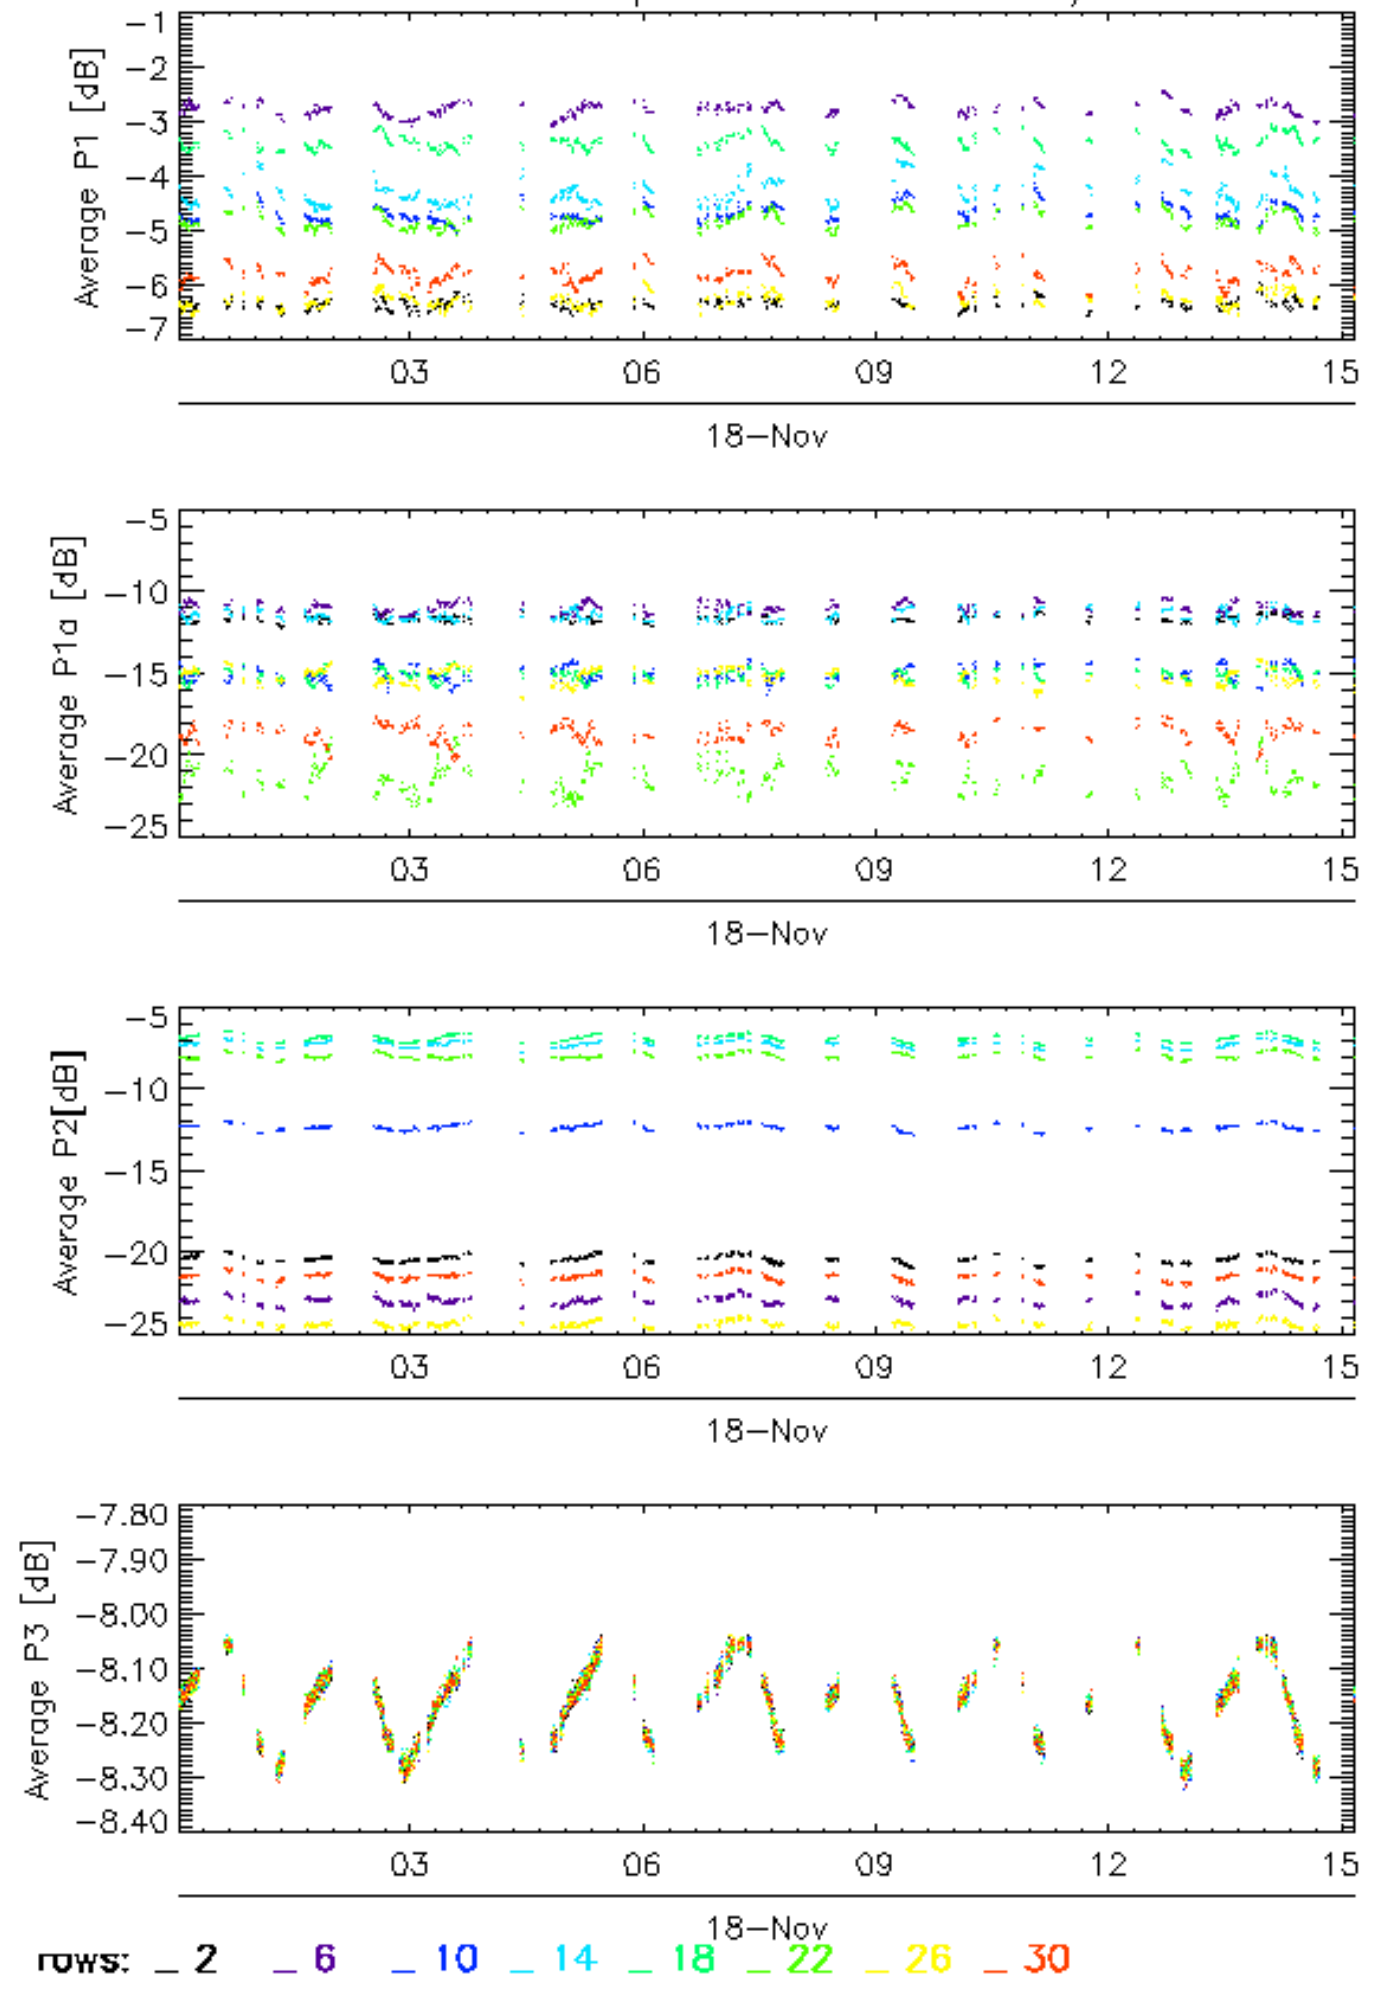 Average P1 [dB]
−1
−2
−3
−4
−5
−6
−7
03 06 09 12 15
18−Nov
Average P1a [dB]
−5
−10
−15
−20
−25
03 06 09 12 15
18−Nov
Average P2[dB]
−5
−10
−15
−20
−25
03 06 09 12 15
18−Nov
Average P3 [dB]
−7.80
−7.90
−8.00
−8.10
−8.20
−8.30
−8.40
03 06 09 12 15
18−Nov
rows: _ 2 _ 6 _ 10 _ 14 _ 18 _ 22 _ 26 _ 30